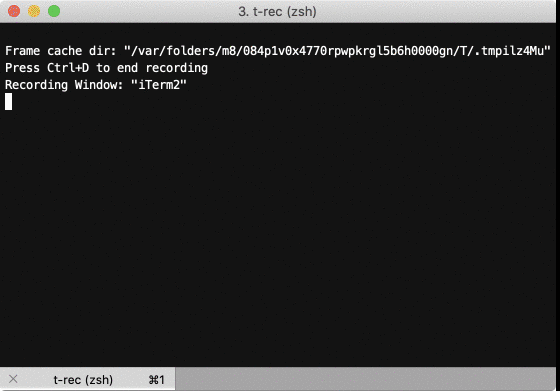 3. t-rec (zsh)
Frame cache dir: "/var/folders/m8/084p1v0x4770rpwpkrgl5b6h0000gn/T/.tmpilz4Mu"
Press Ctrl+D to end recording
Recording Window: "iTerm2"
t-rec (zsh) ⌘1